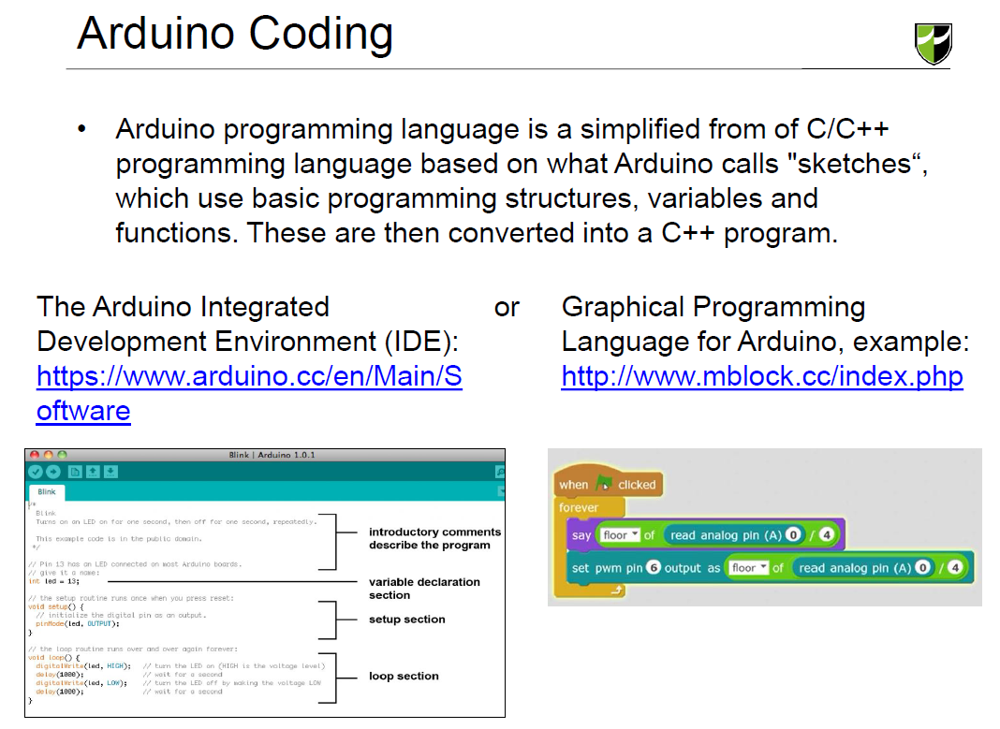 Arduino Coding
• Arduino programming language is a simplified from of C/C++
programming language based on what Arduino calls "sketches“,
which use basic programming structures, variables and
functions. These are then converted into a C++ program.
The Arduino Integrated
Development Environment (IDE):
https://www.arduino.cc/en/Main/S
oftware
or
Graphical Programming
Language for Arduino, example:
http://www.mblock.cc/index.php
Blink | Arduino 1.0.1
Blink
/*
Blink
Turns on an LED on for one second, then off for one second, repeatedly.
This example code is in the public domain.
*/
// Pin 13 has an LED connected on most Arduino boards.
// give it a name:
int led = 13;
// the setup routine runs once when you press reset:
void setup() {
// initialize the digital pin as an output.
pinMode(led, OUTPUT);
}
// the loop routine runs over and over again forever:
void loop() {
digitalWrite(led, HIGH);   // turn the LED on (HIGH is the voltage level)
delay(1000);               // wait for a second
digitalWrite(led, LOW);    // turn the LED off by making the voltage LOW
delay(1000);               // wait for a second
}
introductory comments
describe the program
variable declaration
section
setup section
loop section
when clicked
forever
say floor of read analog pin (A) 0 / 4
set pwm pin 6 output as floor of read analog pin (A) 0 / 4